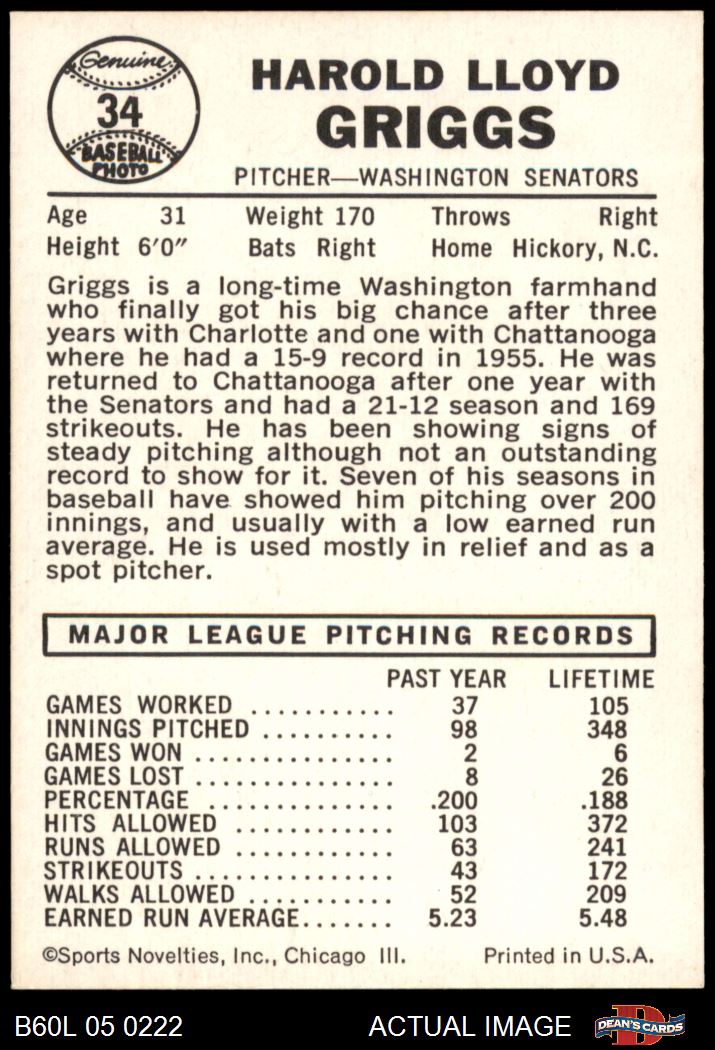 Genuine
34
BASEBALL
PHOTO
HAROLD LLOYD
GRIGGS
PITCHER—WASHINGTON SENATORS
Age 31 Weight 170 Throws Right
Height 6'0" Bats Right Home Hickory, N.C.
Griggs is a long-time Washington farmhand
who finally got his big chance after three
years with Charlotte and one with Chattanooga
where he had a 15-9 record in 1955. He was
returned to Chattanooga after one year with
the Senators and had a 21-12 season and 169
strikeouts. He has been showing signs of
steady pitching although not an outstanding
record to show for it. Seven of his seasons in
baseball have showed him pitching over 200
innings, and usually with a low earned run
average. He is used mostly in relief and as a
spot pitcher.
MAJOR LEAGUE PITCHING RECORDS
PAST YEAR LIFETIME
GAMES WORKED ........... 37 105
INNINGS PITCHED .......... 98 348
GAMES WON ............... 2 6
GAMES LOST ............... 8 26
PERCENTAGE .............. .200 .188
HITS ALLOWED ............ 103 372
RUNS ALLOWED ............ 63 241
STRIKEOUTS ............... 43 172
WALKS ALLOWED ........... 52 209
EARNED RUN AVERAGE....... 5.23 5.48
©Sports Novelties, Inc., Chicago Ill. Printed in U.S.A.
B60L 05 0222 ACTUAL IMAGE D DEAN'S CARDS